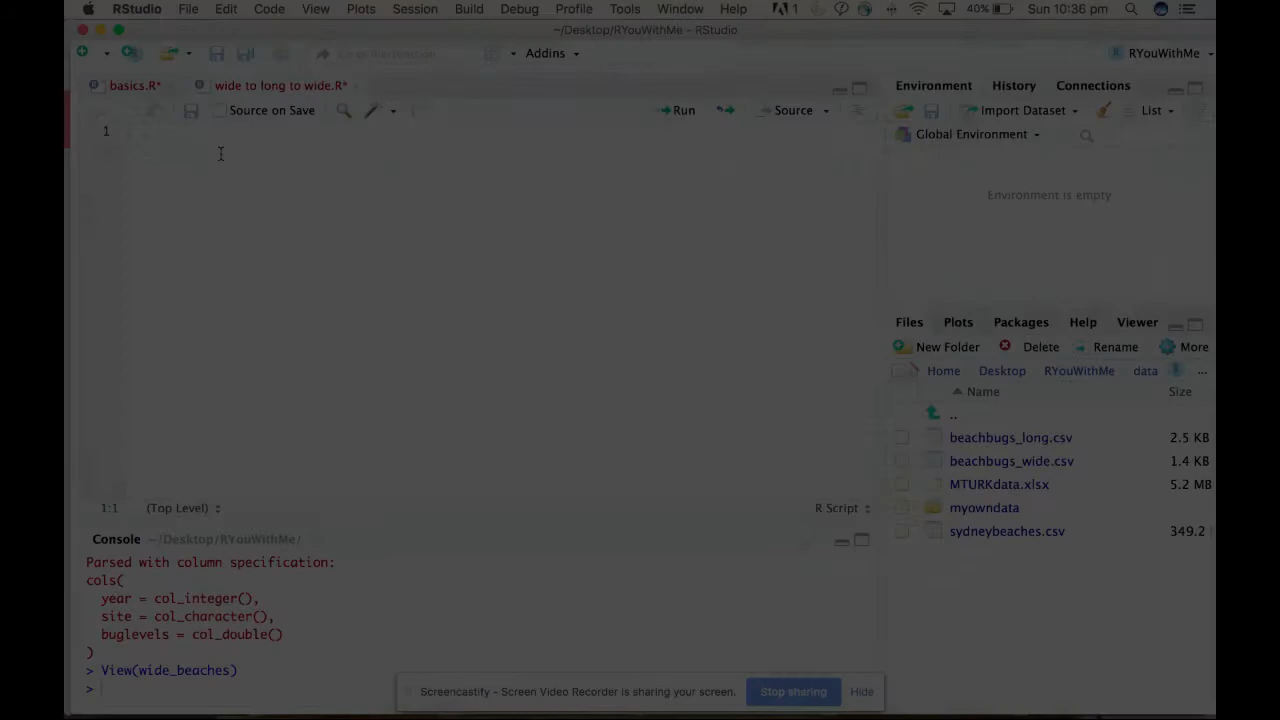 RStudio File Edit Code View Plots Session Build Debug Profile Tools Window Help 1 40% Sun 10:36 pm
~/Desktop/RYouWithMe - RStudio
Go to file/function Addins RYouWithMe
basics.R* wide to long to wide.R* Environment History Connections
Source on Save Run Source Import Dataset List
Global Environment
1
Environment is empty
Files Plots Packages Help Viewer
New Folder Delete Rename More
Home Desktop RYouWithMe data ...
Name Size
..
beachbugs_long.csv 2.5 KB
beachbugs_wide.csv 1.4 KB
MTURKdata.xlsx 5.2 MB
myowndata
sydneybeaches.csv 349.2
1:1 (Top Level) R Script
Console ~/Desktop/RYouWithMe/
Parsed with column specification:
cols(
year = col_integer(),
site = col_character(),
buglevels = col_double()
)
> View(wide_beaches)
>
Screencastify - Screen Video Recorder is sharing your screen. Stop sharing Hide